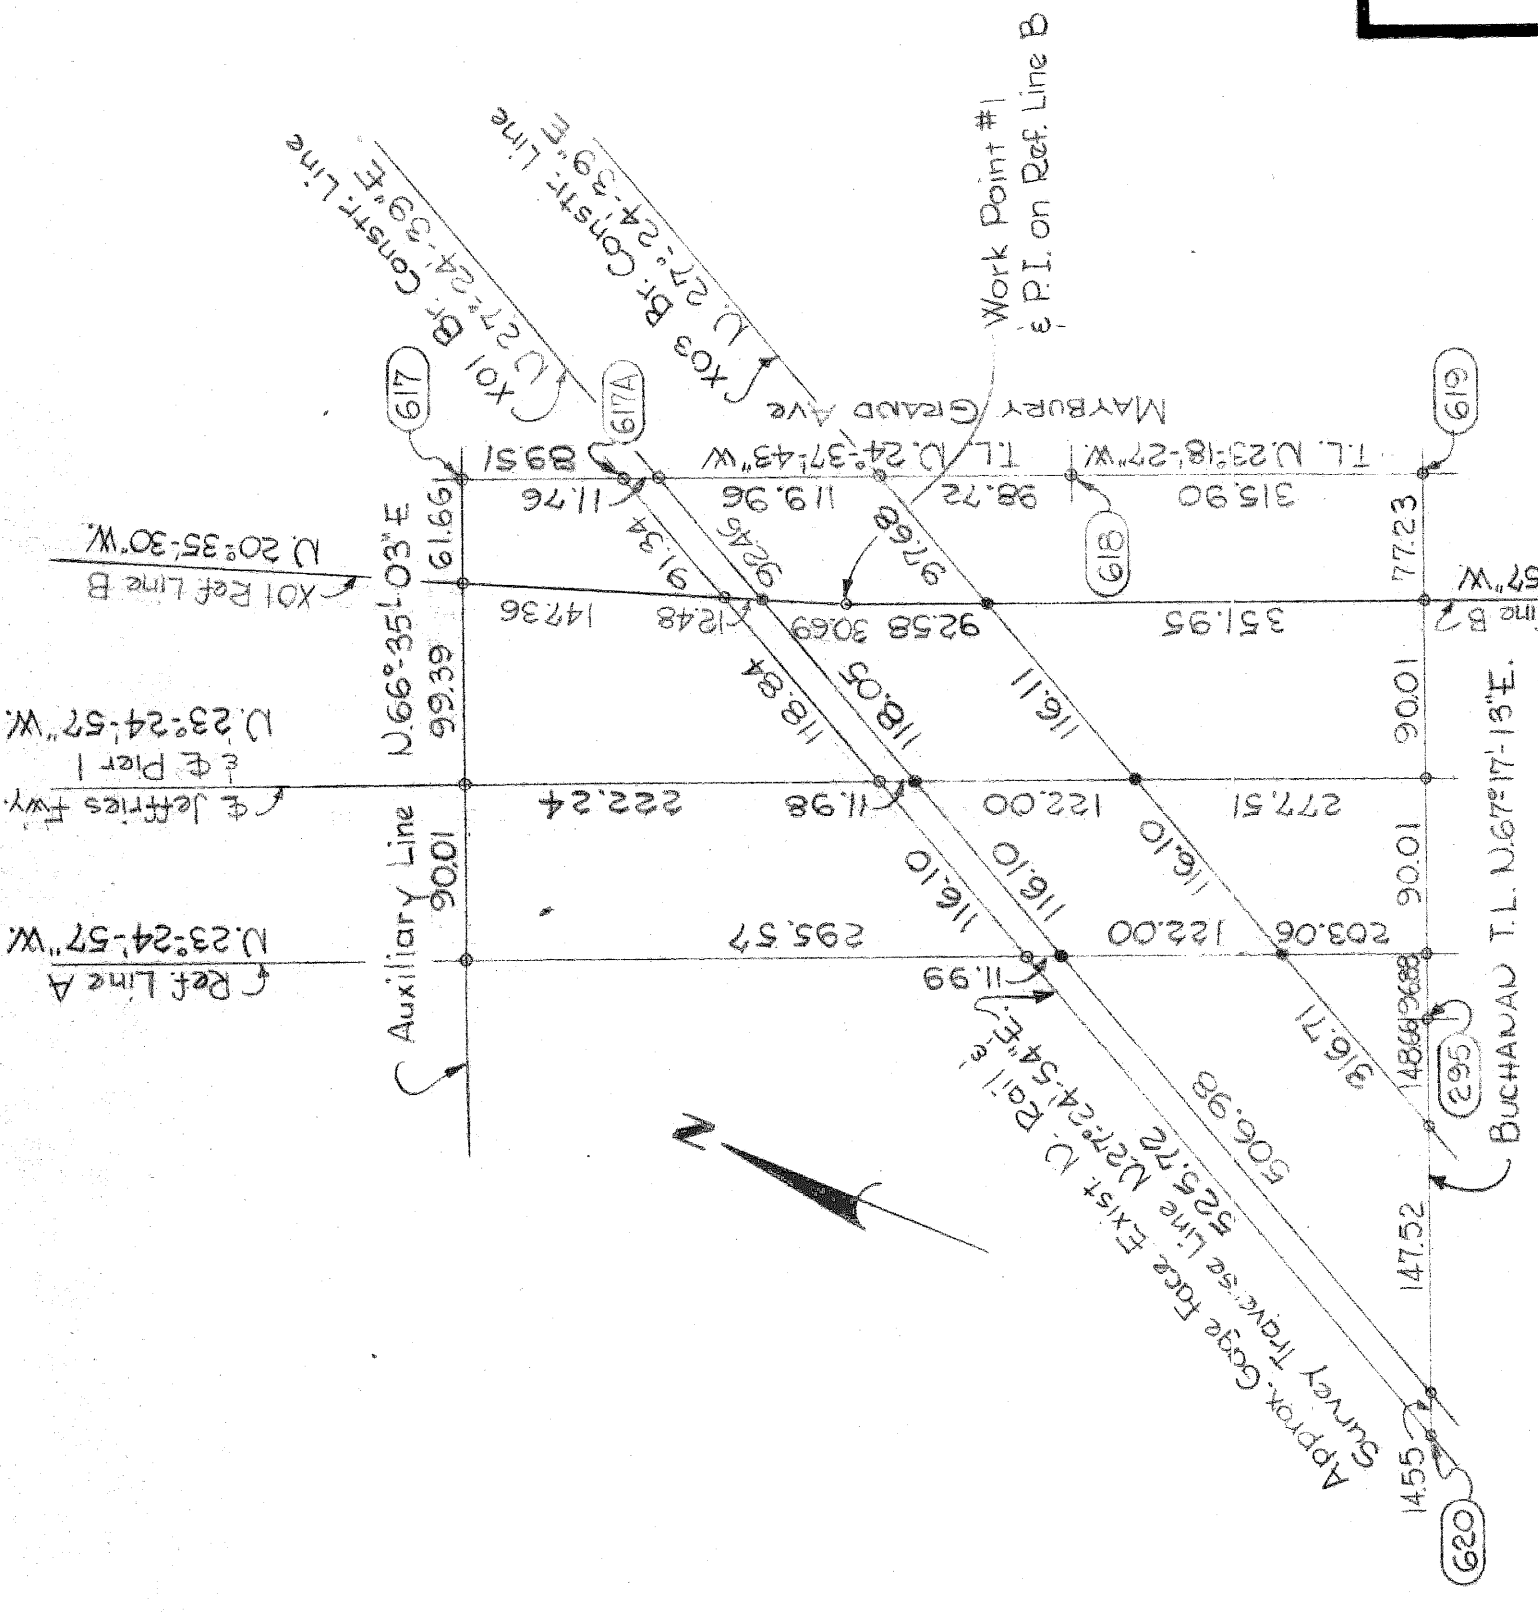 X01 Br. Constr. Line
N 27°-24'-39"E
X03 Br. Constr. Line
N. 27°-24'-39"E
Work Point #1
& P.I. on Ref. Line B
617
617A
618
619
MAYBURY GRAND AVE
89.51
11.76
T.L. N.24°-37'-43"W
119.96
98.72
T.L. N.23°-18'-27"W.
315.90
N. 20°-35'-30"W.
X01 Ref. Line B
61.66
147.36
91.34
92.46
12.48
30.69
92.58
97.68
351.95
77.23
57"W
ine B
N.66°-35'-03"E
99.39
118.84
118.05
116.11
90.01
N.23°-24'-57"W.
& ℄ Pier 1
℄ Jeffries Fwy.
222.24
11.98
122.00
277.51
Auxiliary Line
90.01
116.10
116.10
116.10
90.01
N.23°-24'-57"W.
Ref. Line A
295.57
11.99
122.00
203.06
96.88
148.66
295
316.71
BUCHANAN T.L. N.67°-17'-13"E.
N
Approx. Gage Face Exist. N. Rail &
Survey Traverse Line N.27°-24'-54"E.
525.72
506.98
147.52
14.55
620